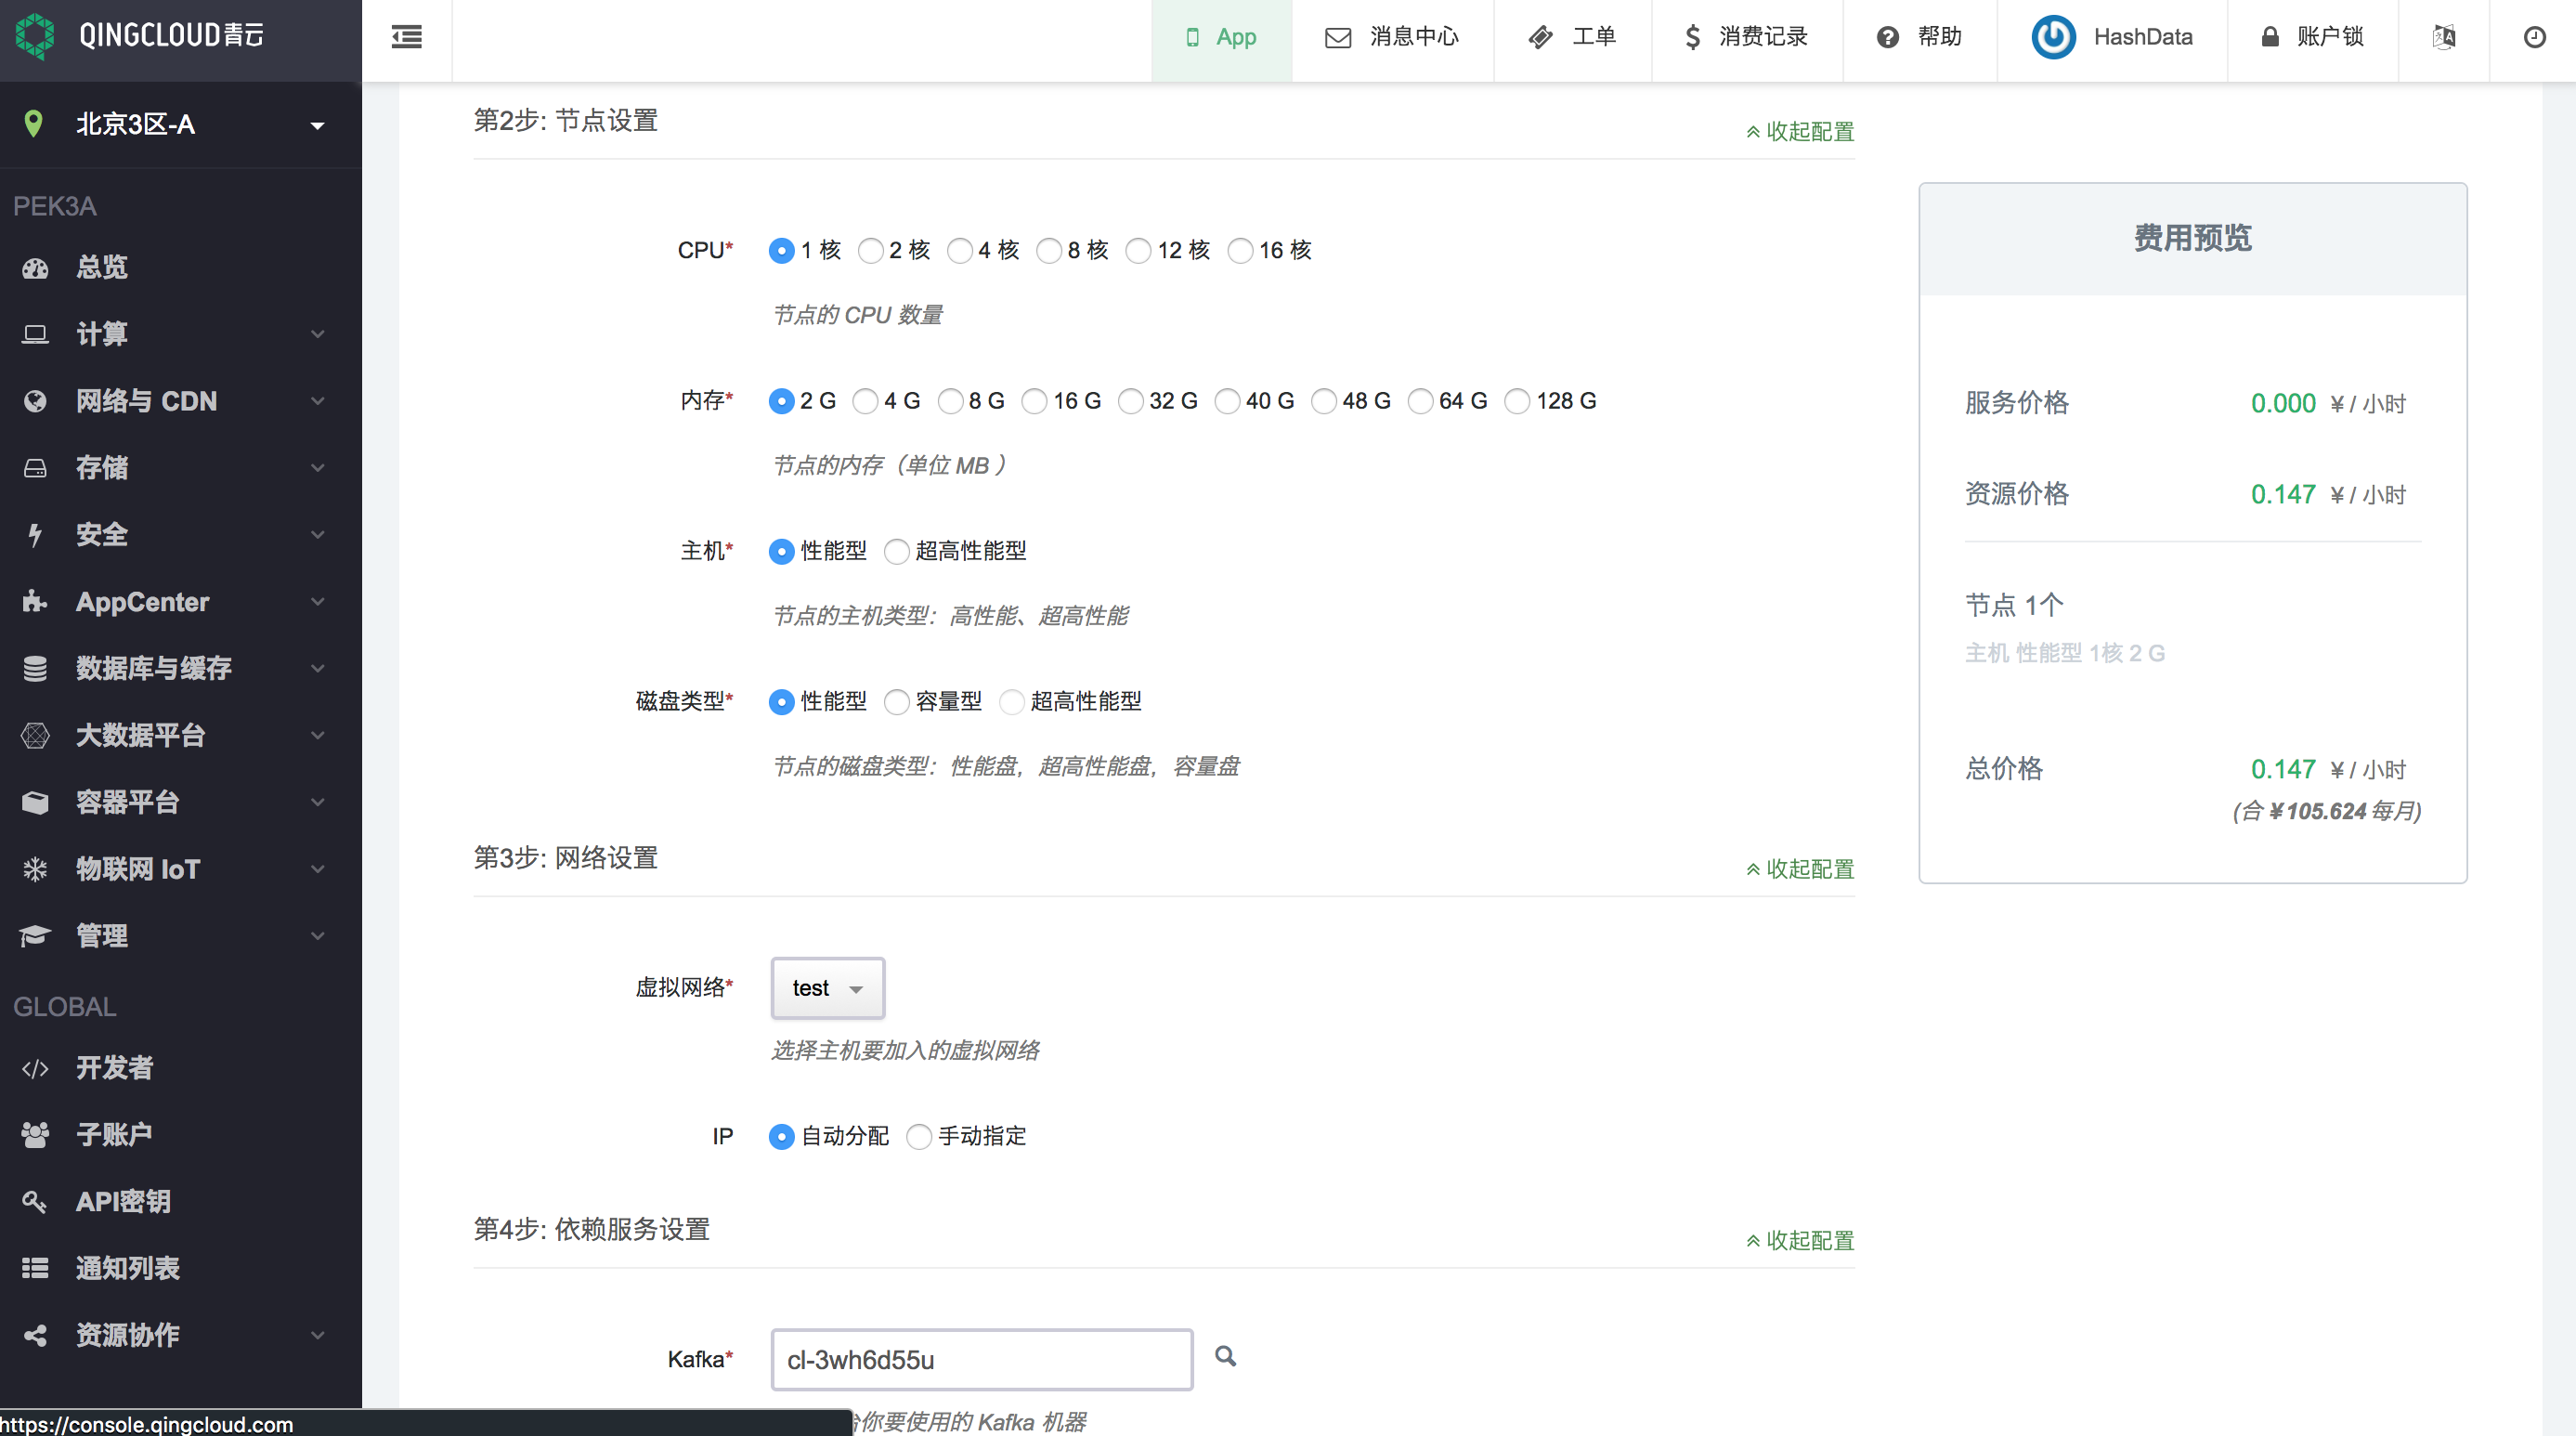 QINGCLOUD青云
App
消息中心
工单
消费记录
帮助
HashData
账户锁
北京3区-A
PEK3A
总览
计算
网络与 CDN
存储
安全
AppCenter
数据库与缓存
大数据平台
容器平台
物联网 IoT
管理
GLOBAL
开发者
子账户
API密钥
通知列表
资源协作
https://console.qingcloud.com
第2步: 节点设置
收起配置
CPU* 1 核 2 核 4 核 8 核 12 核 16 核
节点的 CPU 数量
内存* 2 G 4 G 8 G 16 G 32 G 40 G 48 G 64 G 128 G
节点的内存（单位 MB ）
主机* 性能型 超高性能型
节点的主机类型：高性能、超高性能
磁盘类型* 性能型 容量型 超高性能型
节点的磁盘类型：性能盘，超高性能盘，容量盘
第3步: 网络设置
收起配置
虚拟网络* test
选择主机要加入的虚拟网络
IP 自动分配 手动指定
第4步: 依赖服务设置
收起配置
Kafka* cl-3wh6d55u
你要使用的 Kafka 机器
费用预览
服务价格 0.000 ¥ / 小时
资源价格 0.147 ¥ / 小时
节点 1个
主机 性能型 1核 2 G
总价格 0.147 ¥ / 小时
(合 ¥105.624 每月)